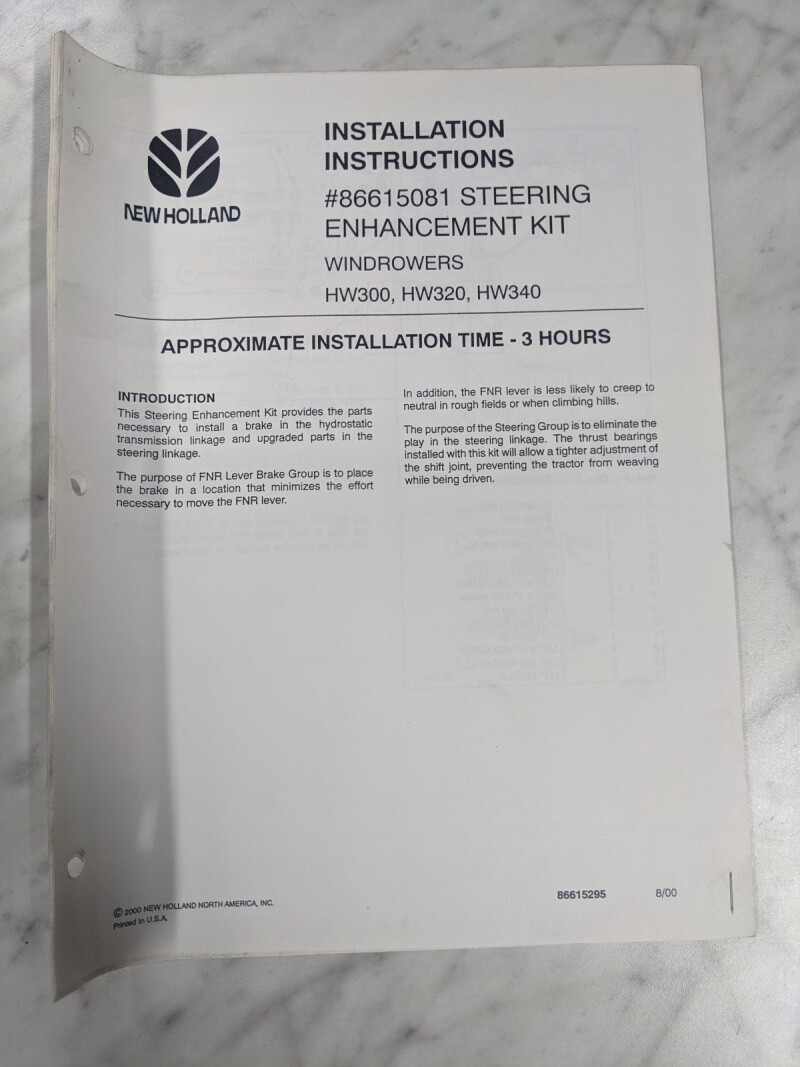 NEW HOLLAND
INSTALLATION
INSTRUCTIONS
#86615081 STEERING
ENHANCEMENT KIT
WINDROWERS
HW300, HW320, HW340
APPROXIMATE INSTALLATION TIME - 3 HOURS
INTRODUCTION
This Steering Enhancement Kit provides the parts
necessary to install a brake in the hydrostatic
transmission linkage and upgraded parts in the
steering linkage.
The purpose of FNR Lever Brake Group is to place
the brake in a location that minimizes the effort
necessary to move the FNR lever.
In addition, the FNR lever is less likely to creep to
neutral in rough fields or when climbing hills.
The purpose of the Steering Group is to eliminate the
play in the steering linkage. The thrust bearings
installed with this kit will allow a tighter adjustment of
the shift joint, preventing the tractor from weaving
while being driven.
© 2000 NEW HOLLAND NORTH AMERICA, INC.
Printed in U.S.A.
86615295 8/00